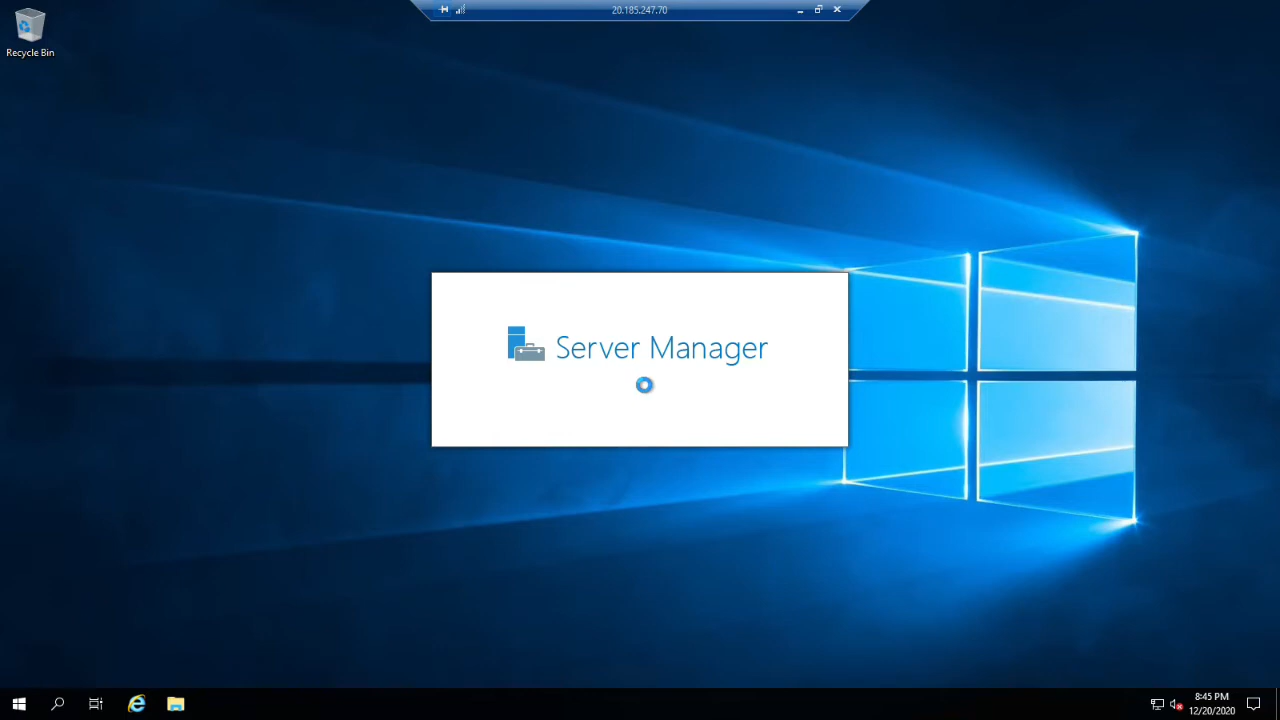 20.185.247.70
Recycle Bin
Server Manager
8:45 PM
12/20/2020